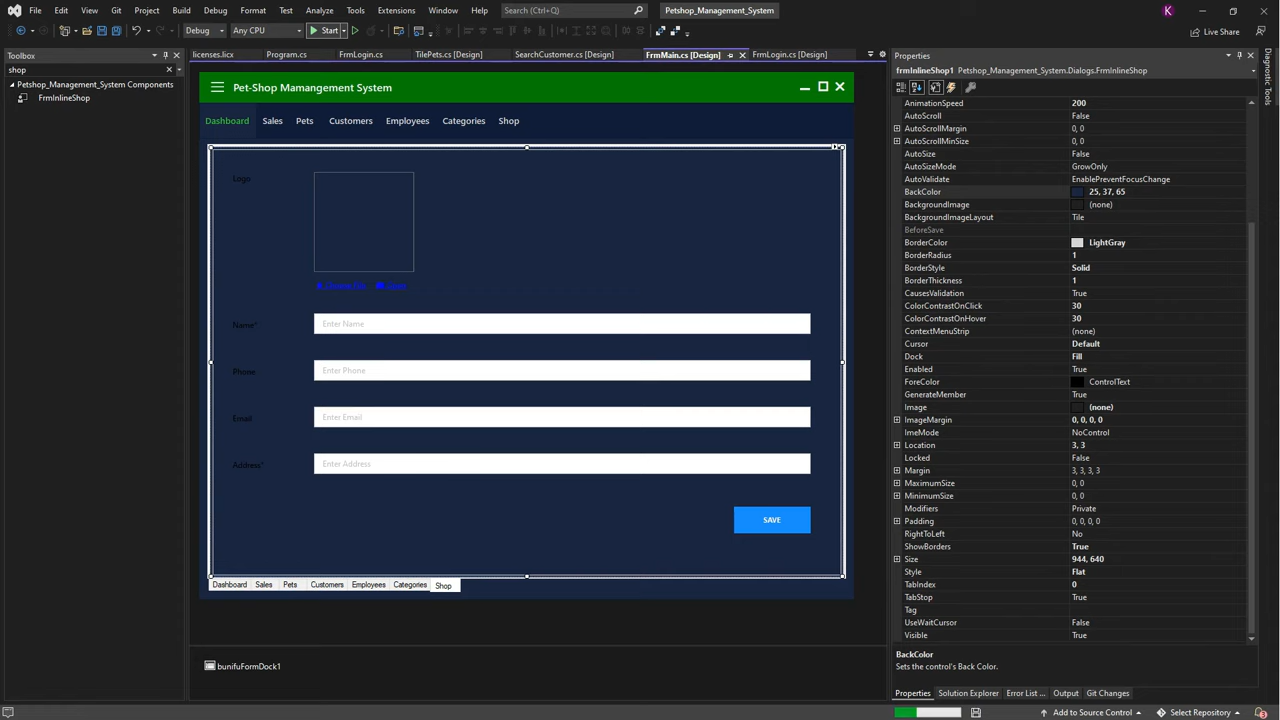 File Edit View Git Project Build Debug Format Test Analyze Tools Extensions Window Help Search (Ctrl+Q) Petshop_Management_System K
Debug Any CPU Start Live Share
Toolbox
shop
Petshop_Management_System Components
FrmInlineShop
licenses.licx Program.cs FrmLogin.cs TilePets.cs [Design] SearchCustomer.cs [Design] FrmMain.cs [Design] FrmLogin.cs [Design]
Pet-Shop Mamangement System
Dashboard Sales Pets Customers Employees Categories Shop
Logo
Name* Enter Name
Phone Enter Phone
Email Enter Email
Address* Enter Address
SAVE
Dashboard Sales Pets Customers Employees Categories Shop
bunifuFormDock1
Properties
frmInlineShop1 Petshop_Management_System.Dialogs.FrmInlineShop
AnimationSpeed 200
AutoScroll False
AutoScrollMargin 0, 0
AutoScrollMinSize 0, 0
AutoSize False
AutoSizeMode GrowOnly
AutoValidate EnablePreventFocusChange
BackColor 25, 37, 65
BackgroundImage (none)
BackgroundImageLayout Tile
BeforeSave
BorderColor LightGray
BorderRadius 1
BorderStyle Solid
BorderThickness 1
CausesValidation True
ColorContrastOnClick 30
ColorContrastOnHover 30
ContextMenuStrip (none)
Cursor Default
Dock Fill
Enabled True
ForeColor ControlText
GenerateMember True
Image (none)
ImageMargin 0, 0, 0, 0
ImeMode NoControl
Location 3, 3
Locked False
Margin 3, 3, 3, 3
MaximumSize 0, 0
MinimumSize 0, 0
Modifiers Private
Padding 0, 0, 0, 0
RightToLeft No
ShowBorders True
Size 944, 640
Style Flat
TabIndex 0
TabStop True
Tag
UseWaitCursor False
Visible True
BackColor
Sets the control's Back Color.
Properties Solution Explorer Error List ... Output Git Changes
Diagnostic Tools
Add to Source Control Select Repository